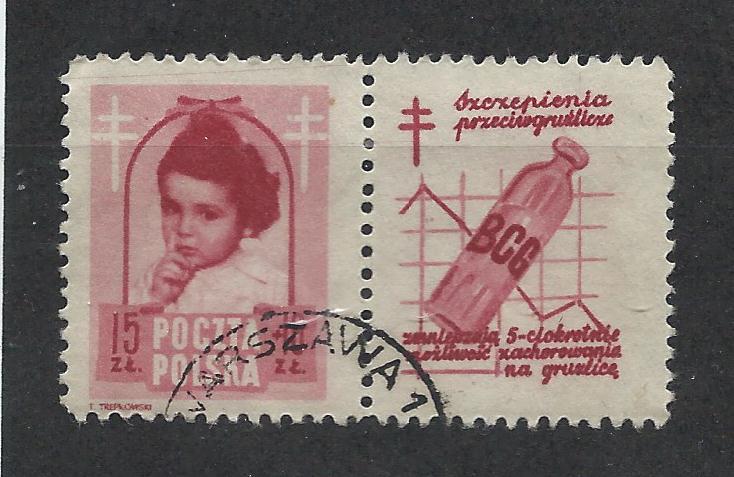 15 POCZTA
ZŁ. POLSKA ZŁ.
T. TREPKOWSKI
WARSZAWA 1
Szczepienia
przeciwgruźlicze
BCG
zmniejszają 5-ciokrotnie
możliwość zachorowania
na gruźlicę